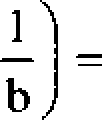 1/b ) =